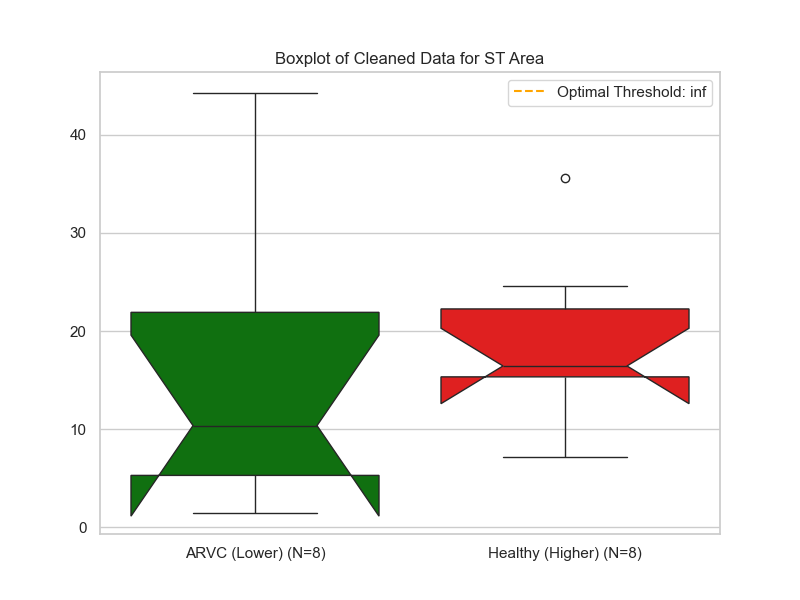 Boxplot of Cleaned Data for ST Area
Optimal Threshold: inf
40
30
20
10
0
ARVC (Lower) (N=8)
Healthy (Higher) (N=8)